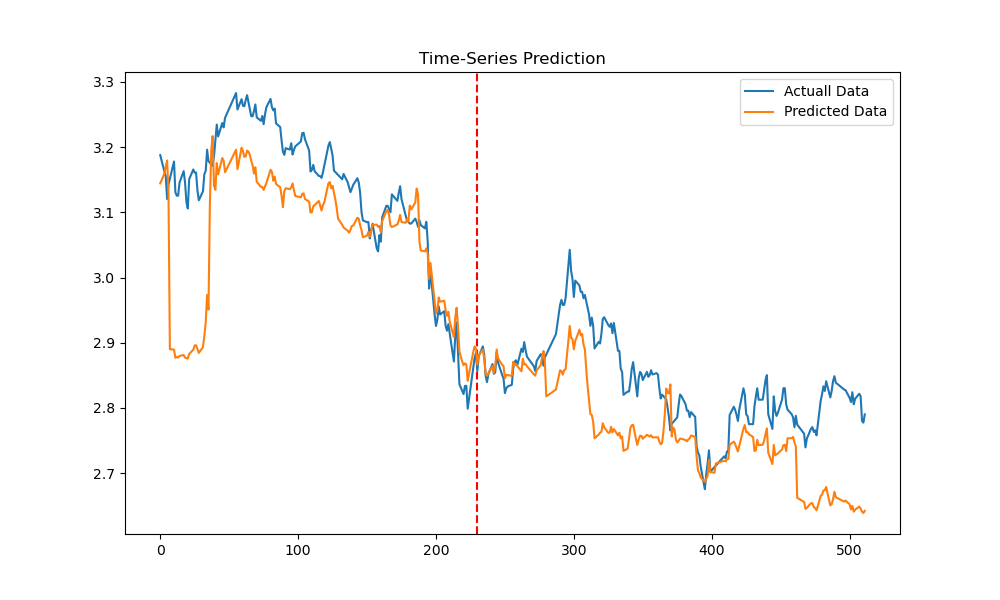 Time-Series Prediction
Actuall Data
Predicted Data
3.3
3.2
3.1
3.0
2.9
2.8
2.7
0 100 200 300 400 500